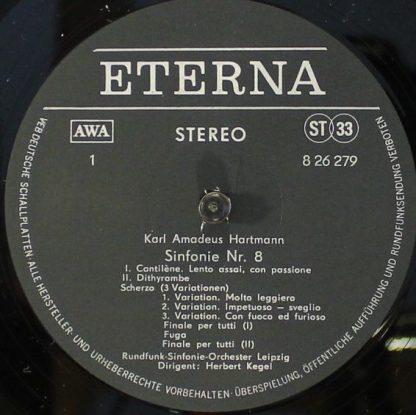 ETERNA
AWA
STEREO
ST 33
1
8 26 279
Karl Amadeus Hartmann
Sinfonie Nr. 8
I. Cantilène. Lento assai, con passione
II. Dithyrambe
Scherzo (3 Variationen)
1. Variation. Molto leggiero
2. Variation. Impetuoso – sveglio
3. Variation. Con fuoco ed furioso
Finale per tutti (I)
Fuga
Finale per tutti (II)
Rundfunk-Sinfonie-Orchester Leipzig
Dirigent: Herbert Kegel
VEB DEUTSCHE SCHALLPLATTEN · ALLE HERSTELLER- UND URHEBERRECHTE VORBEHALTEN · ÜBERSPIELUNG, ÖFFENTLICHE AUFFÜHRUNG UND RUNDFUNKSENDUNG VERBOTEN